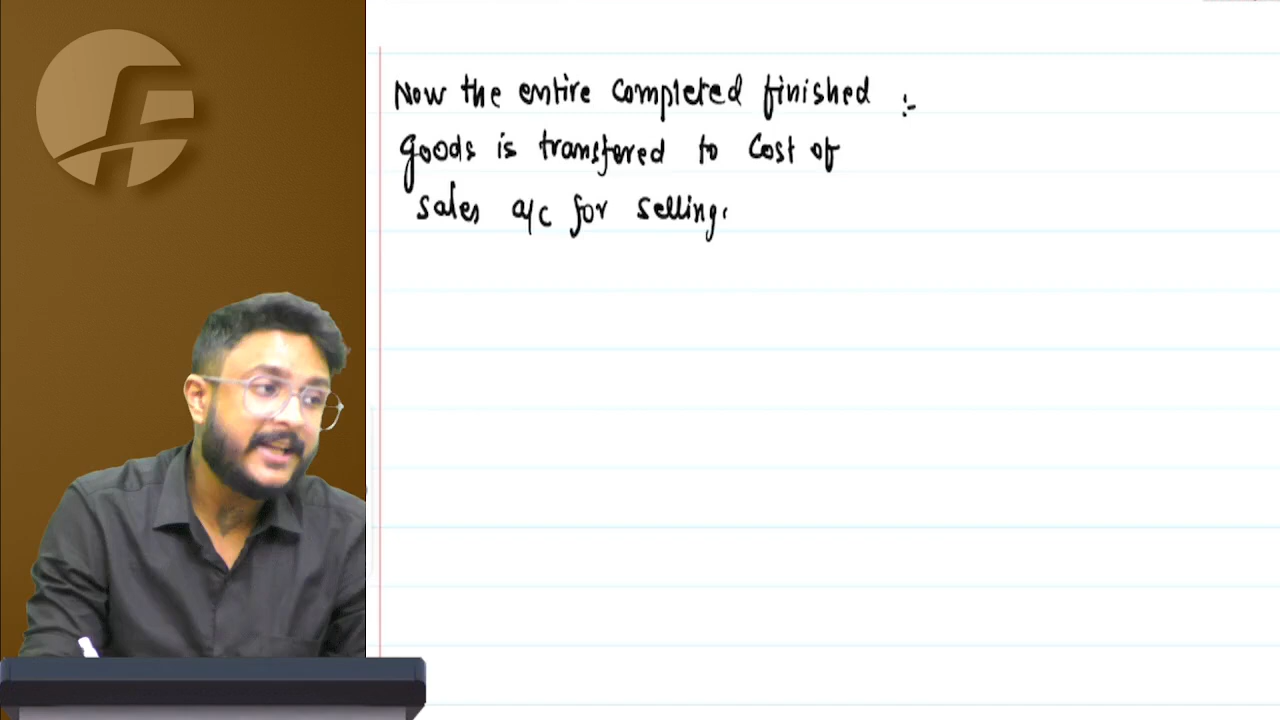 Now the entire Completed finished :-
goods is transfered to Cost of
sales a/c for selling.